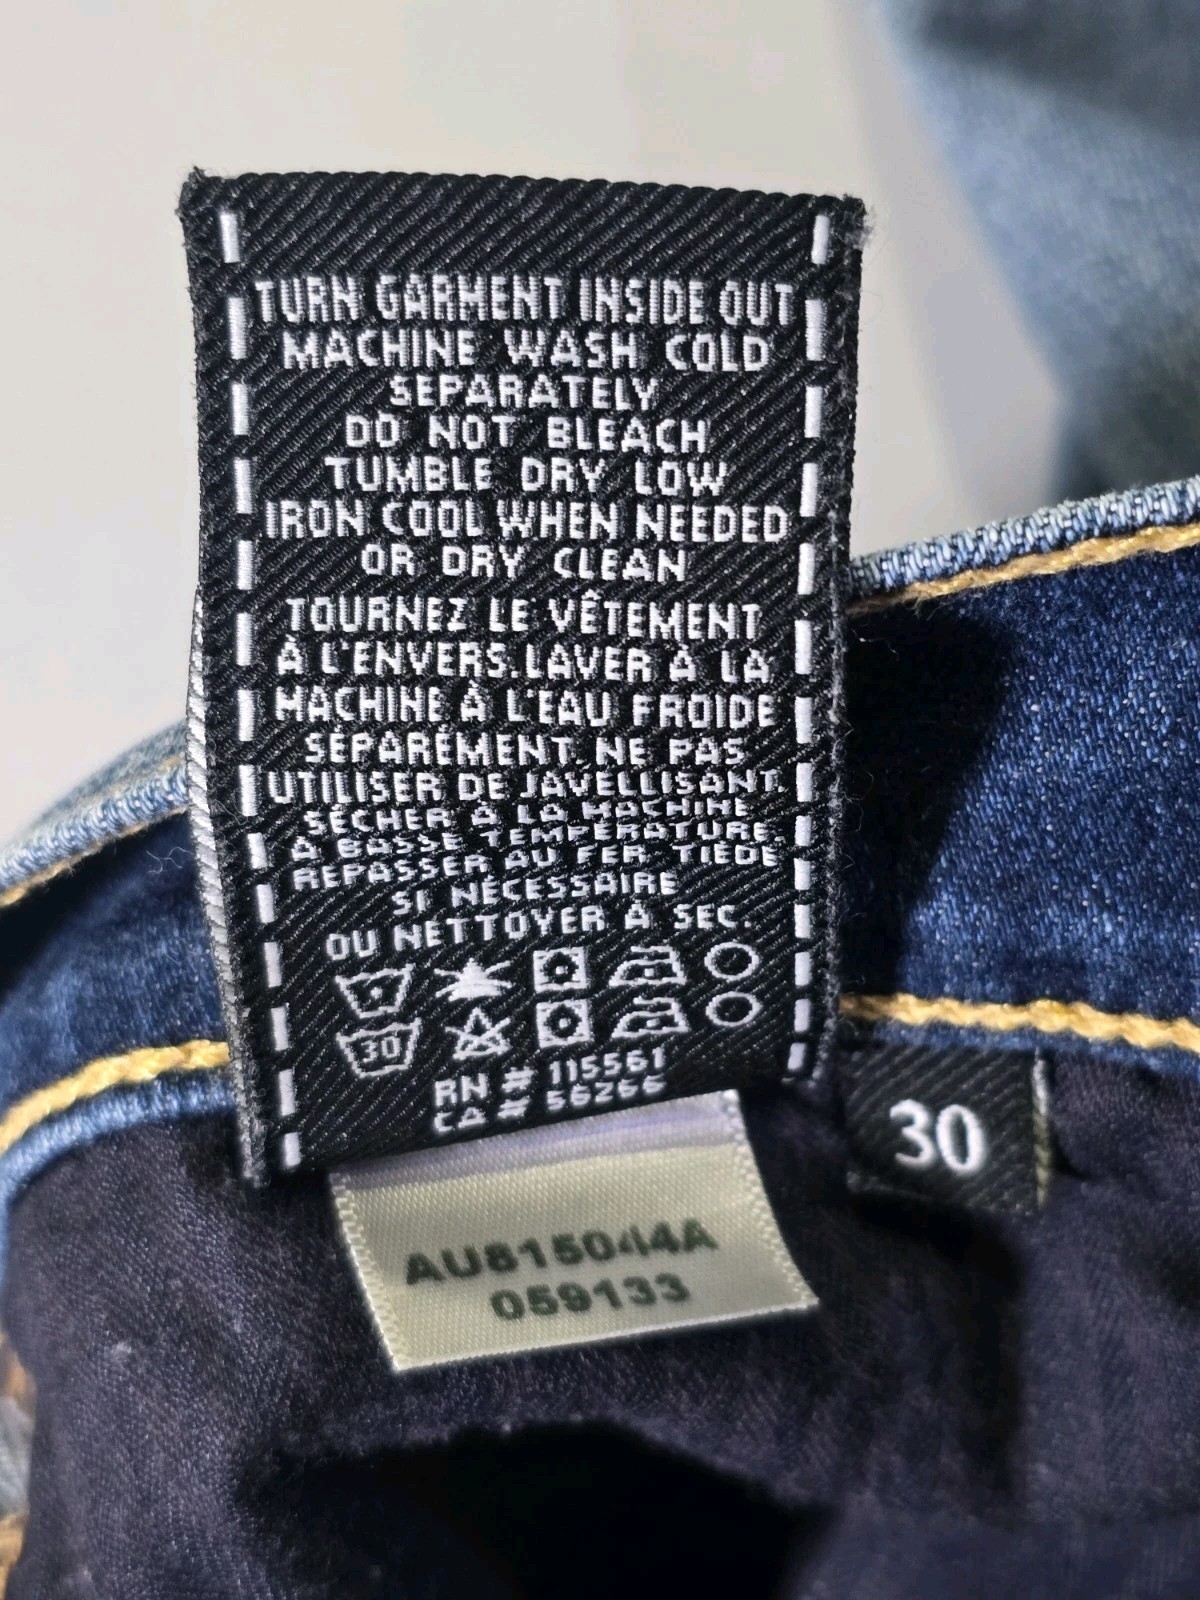 TURN GARMENT INSIDE OUT
MACHINE WASH COLD
SEPARATELY
DO NOT BLEACH
TUMBLE DRY LOW
IRON COOL WHEN NEEDED
OR DRY CLEAN
TOURNEZ LE VÊTEMENT
À L'ENVERS.LAVER À LA
MACHINE À L'EAU FROIDE
SÉPARÉMENT. NE PAS
UTILISER DE JAVELLISANT.
SÉCHER À LA MACHINE
À BASSE TEMPÉRATURE.
REPASSER AU FER TIÈDE
SI NÉCESSAIRE
OU NETTOYER À SEC.
30
RN # 115561
CA # 56266
30
AU815044A
059133